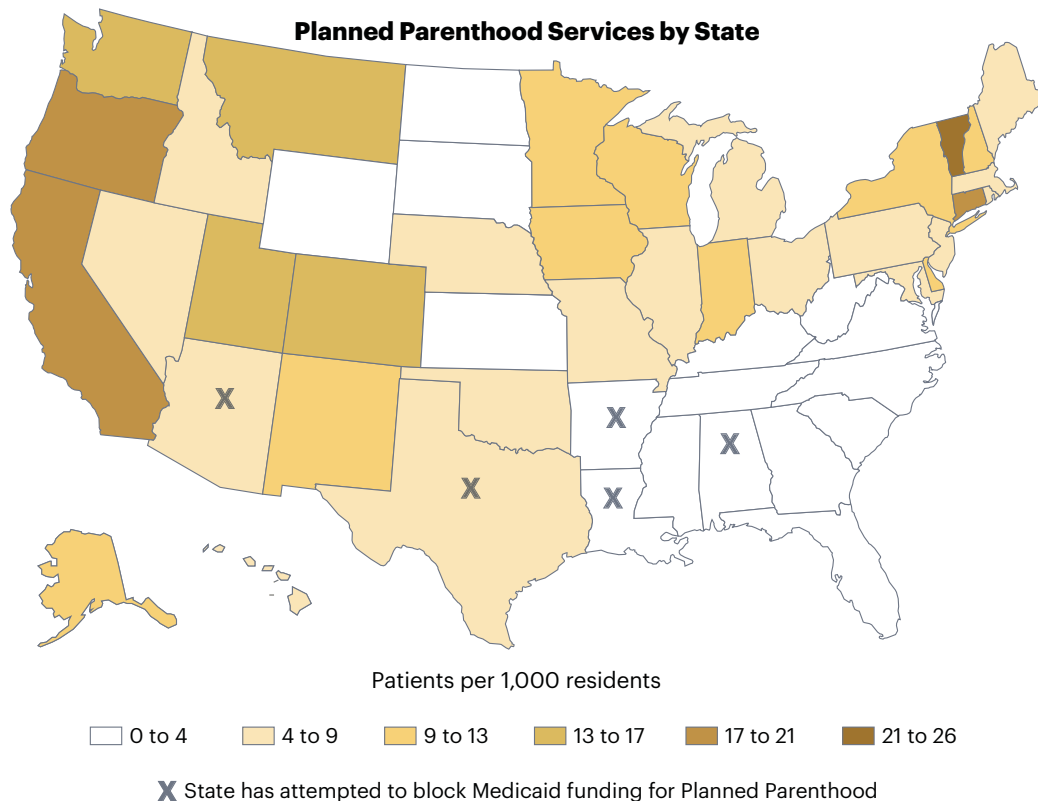 Planned Parenthood Services by State
X
X
X
X
X
Patients per 1,000 residents
0 to 4 4 to 9 9 to 13 13 to 17 17 to 21 21 to 26
X State has attempted to block Medicaid funding for Planned Parenthood